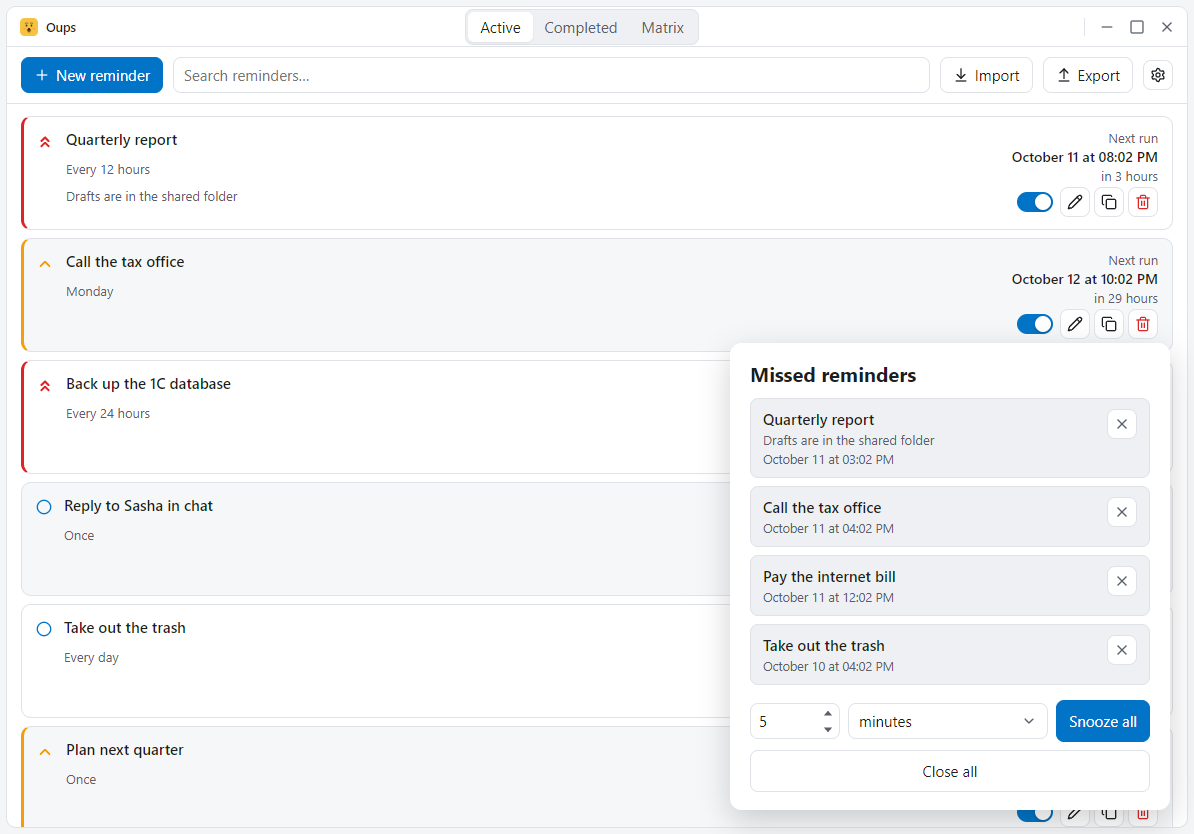 Oups
Active Completed Matrix
New reminder
Search reminders...
Import
Export
Quarterly report
Every 12 hours
Drafts are in the shared folder
Next run
October 11 at 08:02 PM
in 3 hours
Call the tax office
Monday
Next run
October 12 at 10:02 PM
in 29 hours
Back up the 1C database
Every 24 hours
Reply to Sasha in chat
Once
Take out the trash
Every day
Plan next quarter
Once
Missed reminders
Quarterly report
Drafts are in the shared folder
October 11 at 03:02 PM
Call the tax office
October 11 at 04:02 PM
Pay the internet bill
October 11 at 12:02 PM
Take out the trash
October 10 at 04:02 PM
5 minutes Snooze all
Close all